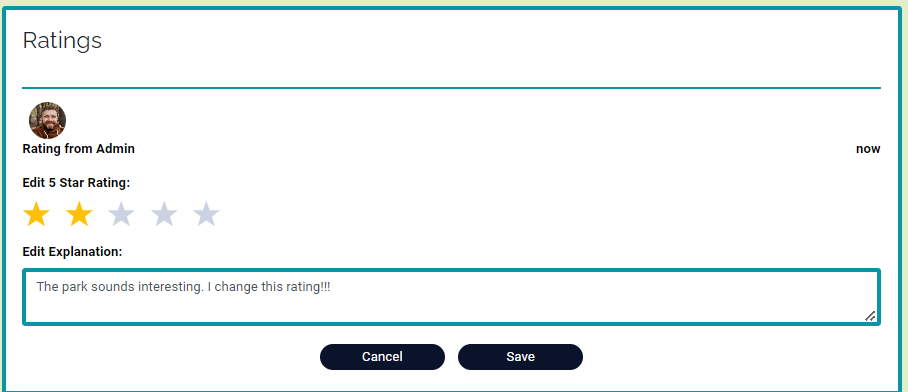 Ratings
Rating from Admin
now
Edit 5 Star Rating:
Edit Explanation:
The park sounds interesting. I change this rating!!!
Cancel
Save